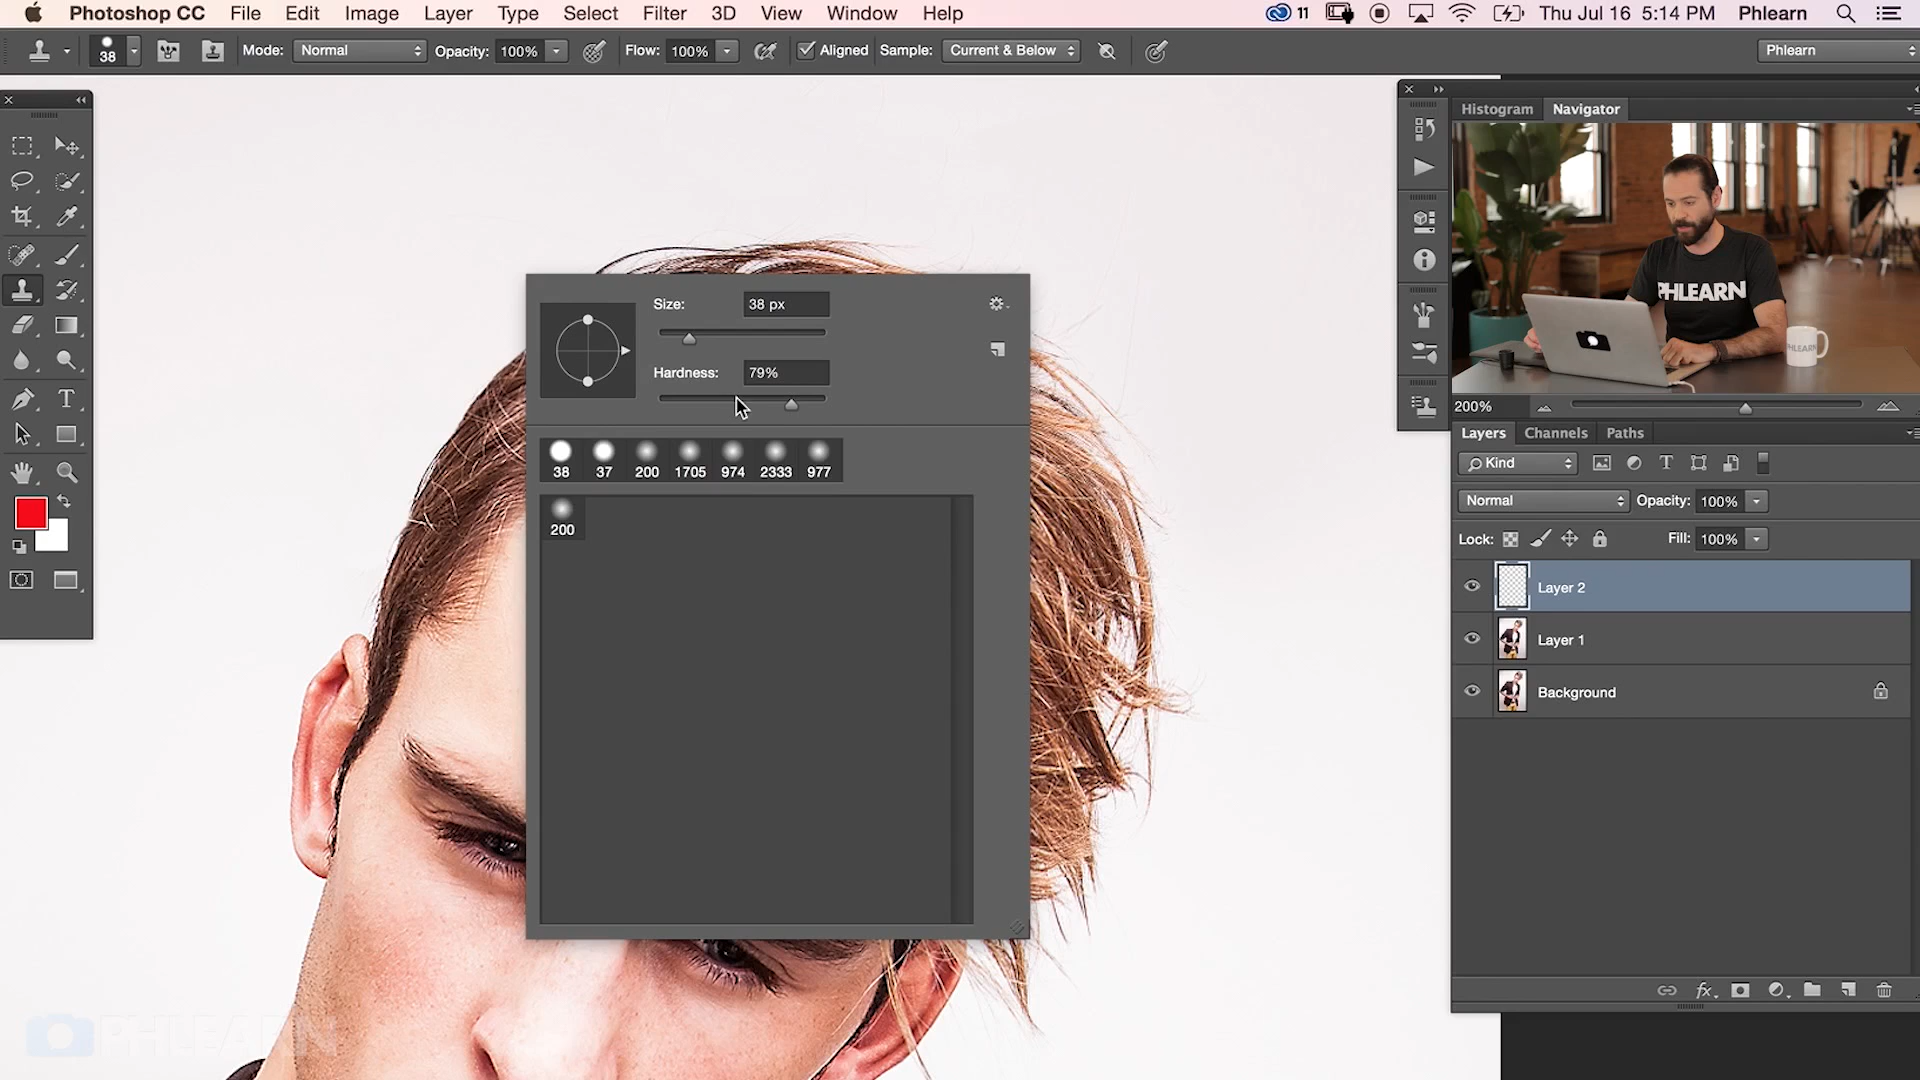 Photoshop CC File Edit Image Layer Type Select Filter 3D View Window Help 11 Thu Jul 16 5:14 PM Phlearn
38 Mode: Normal Opacity: 100% Flow: 100% Aligned Sample: Current & Below Phlearn
Histogram Navigator
PHLEARN
PHLEARN
200%
Size: 38 px
Hardness: 79%
38 37 200 1705 974 2333 977
200
T
Layers Channels Paths
Kind T
Normal Opacity: 100%
Lock: Fill: 100%
Layer 2
Layer 1
Background
fx
PHLEARN